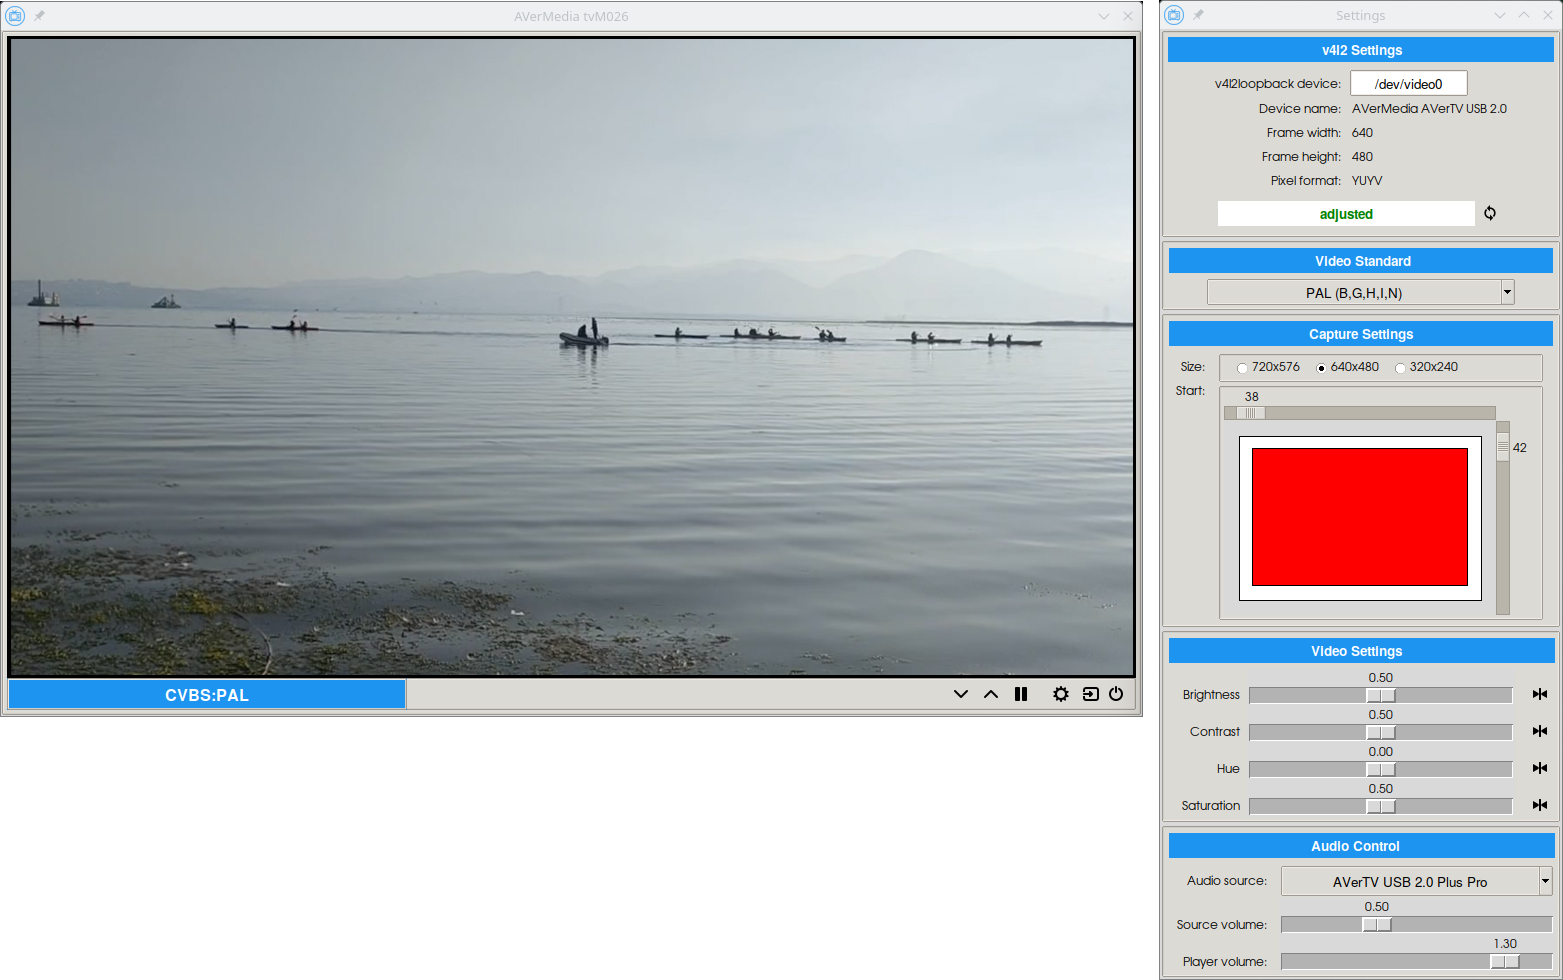 AVerMedia tvM026
CVBS:PAL
Settings
v4l2 Settings
v4l2loopback device: /dev/video0
Device name: AVerMedia AVerTV USB 2.0
Frame width: 640
Frame height: 480
Pixel format: YUYV
adjusted
Video Standard
PAL (B,G,H,I,N)
Capture Settings
Size: 720x576 640x480 320x240
Start:
38
42
Video Settings
0.50
Brightness
0.50
Contrast
0.00
Hue
0.50
Saturation
Audio Control
Audio source: AVerTV USB 2.0 Plus Pro
0.50
Source volume:
1.30
Player volume: